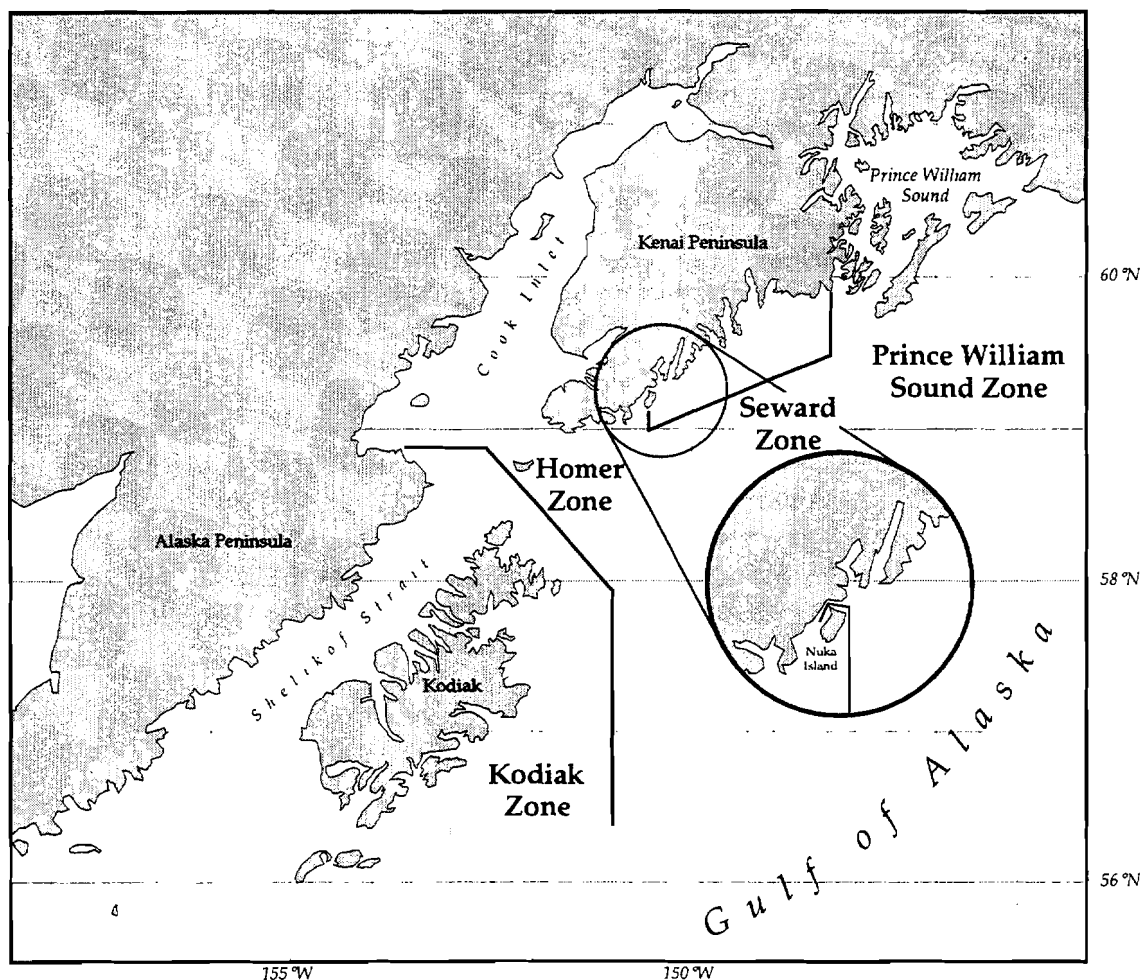 Prince William
Sound
Kenai Peninsula
60 °N
Cook Inlet
Prince William
Sound Zone
Seward
Zone
Homer
Zone
Alaska Peninsula
58 °N
Shelikof Strait
Nuka
Island
Kodiak
Kodiak
Zone
Gulf of Alaska
56 °N
155 °W
150 °W